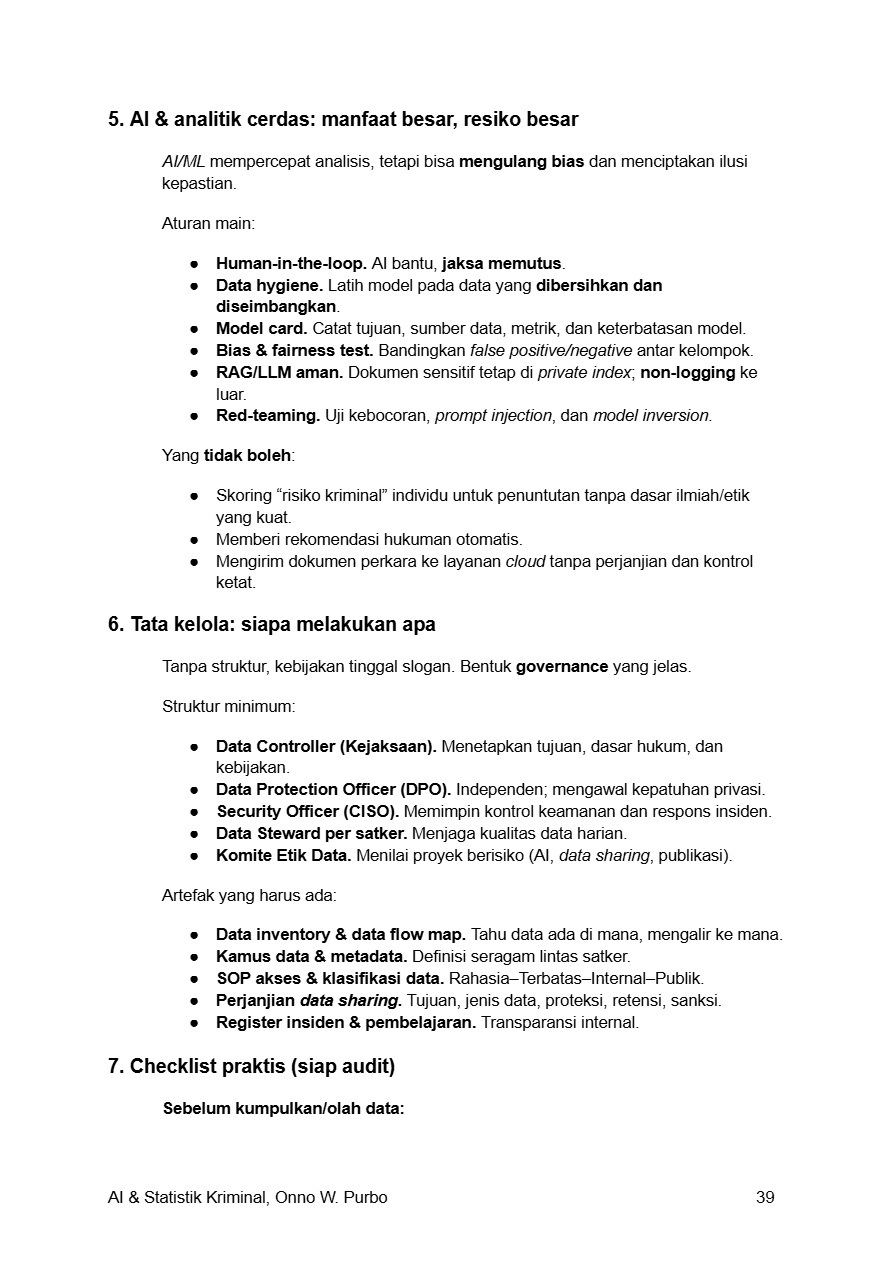 5. AI & analitik cerdas: manfaat besar, resiko besar
AI/ML mempercepat analisis, tetapi bisa mengulang bias dan menciptakan ilusi
kepastian.
Aturan main:
● Human-in-the-loop. AI bantu, jaksa memutus.
● Data hygiene. Latih model pada data yang dibersihkan dan
diseimbangkan.
● Model card. Catat tujuan, sumber data, metrik, dan keterbatasan model.
● Bias & fairness test. Bandingkan false positive/negative antar kelompok.
● RAG/LLM aman. Dokumen sensitif tetap di private index; non-logging ke
luar.
● Red-teaming. Uji kebocoran, prompt injection, dan model inversion.
Yang tidak boleh:
● Skoring “risiko kriminal” individu untuk penuntutan tanpa dasar ilmiah/etik
yang kuat.
● Memberi rekomendasi hukuman otomatis.
● Mengirim dokumen perkara ke layanan cloud tanpa perjanjian dan kontrol
ketat.
6. Tata kelola: siapa melakukan apa
Tanpa struktur, kebijakan tinggal slogan. Bentuk governance yang jelas.
Struktur minimum:
● Data Controller (Kejaksaan). Menetapkan tujuan, dasar hukum, dan
kebijakan.
● Data Protection Officer (DPO). Independen; mengawal kepatuhan privasi.
● Security Officer (CISO). Memimpin kontrol keamanan dan respons insiden.
● Data Steward per satker. Menjaga kualitas data harian.
● Komite Etik Data. Menilai proyek berisiko (AI, data sharing, publikasi).
Artefak yang harus ada:
● Data inventory & data flow map. Tahu data ada di mana, mengalir ke mana.
● Kamus data & metadata. Definisi seragam lintas satker.
● SOP akses & klasifikasi data. Rahasia–Terbatas–Internal–Publik.
● Perjanjian data sharing. Tujuan, jenis data, proteksi, retensi, sanksi.
● Register insiden & pembelajaran. Transparansi internal.
7. Checklist praktis (siap audit)
Sebelum kumpulkan/olah data:
AI & Statistik Kriminal, Onno W. Purbo 39